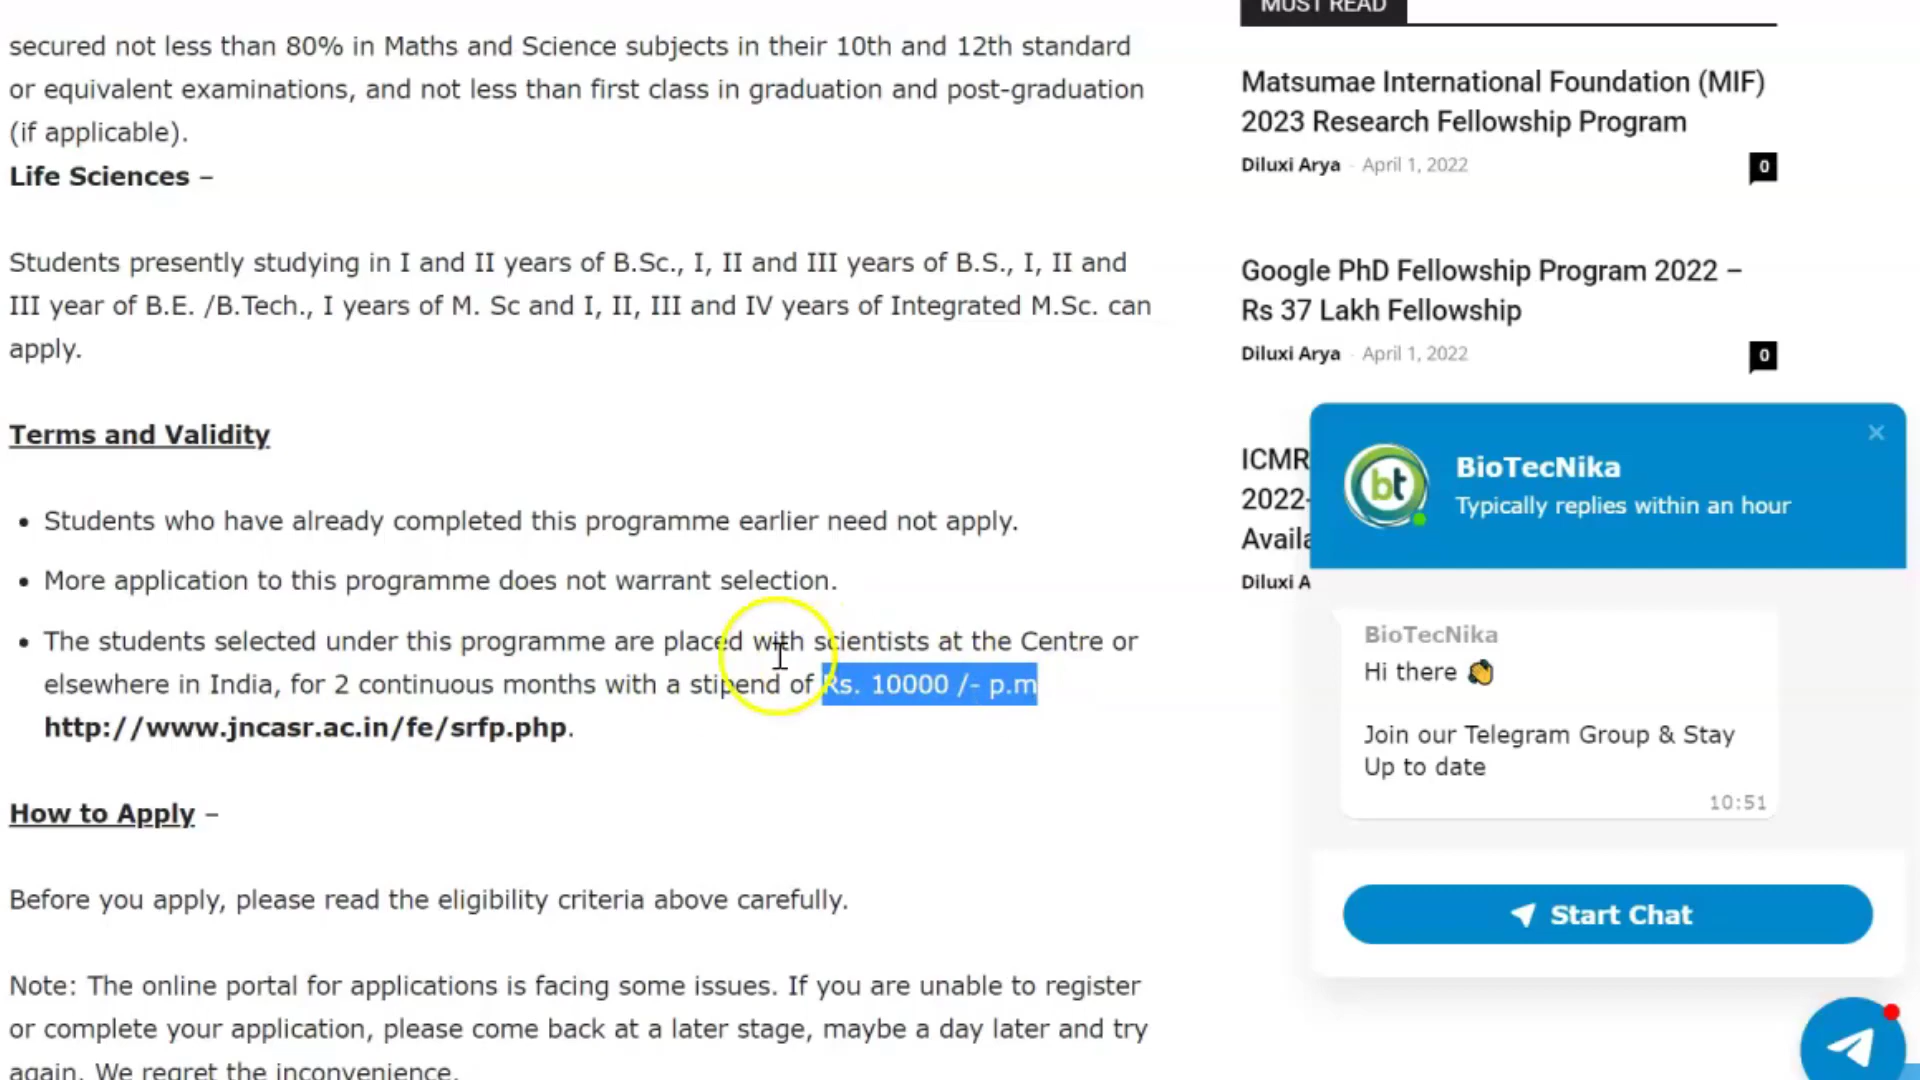 MUST READ
secured not less than 80% in Maths and Science subjects in their 10th and 12th standard
or equivalent examinations, and not less than first class in graduation and post-graduation
(if applicable).
Life Sciences –
Students presently studying in I and II years of B.Sc., I, II and III years of B.S., I, II and
III year of B.E. /B.Tech., I years of M. Sc and I, II, III and IV years of Integrated M.Sc. can
apply.
Terms and Validity
• Students who have already completed this programme earlier need not apply.
• More application to this programme does not warrant selection.
• The students selected under this programme are placed with scientists at the Centre or
elsewhere in India, for 2 continuous months with a stipend of Rs. 10000 /- p.m
http://www.jncasr.ac.in/fe/srfp.php.
How to Apply –
Before you apply, please read the eligibility criteria above carefully.
Note: The online portal for applications is facing some issues. If you are unable to register
or complete your application, please come back at a later stage, maybe a day later and try
again. We regret the inconvenience.
Matsumae International Foundation (MIF)
2023 Research Fellowship Program
Diluxi Arya - April 1, 2022
0
Google PhD Fellowship Program 2022 –
Rs 37 Lakh Fellowship
Diluxi Arya - April 1, 2022
0
ICMR
2022-
Availa
Diluxi A
bt
BioTecNika
Typically replies within an hour
BioTecNika
Hi there
Join our Telegram Group & Stay
Up to date
10:51
Start Chat